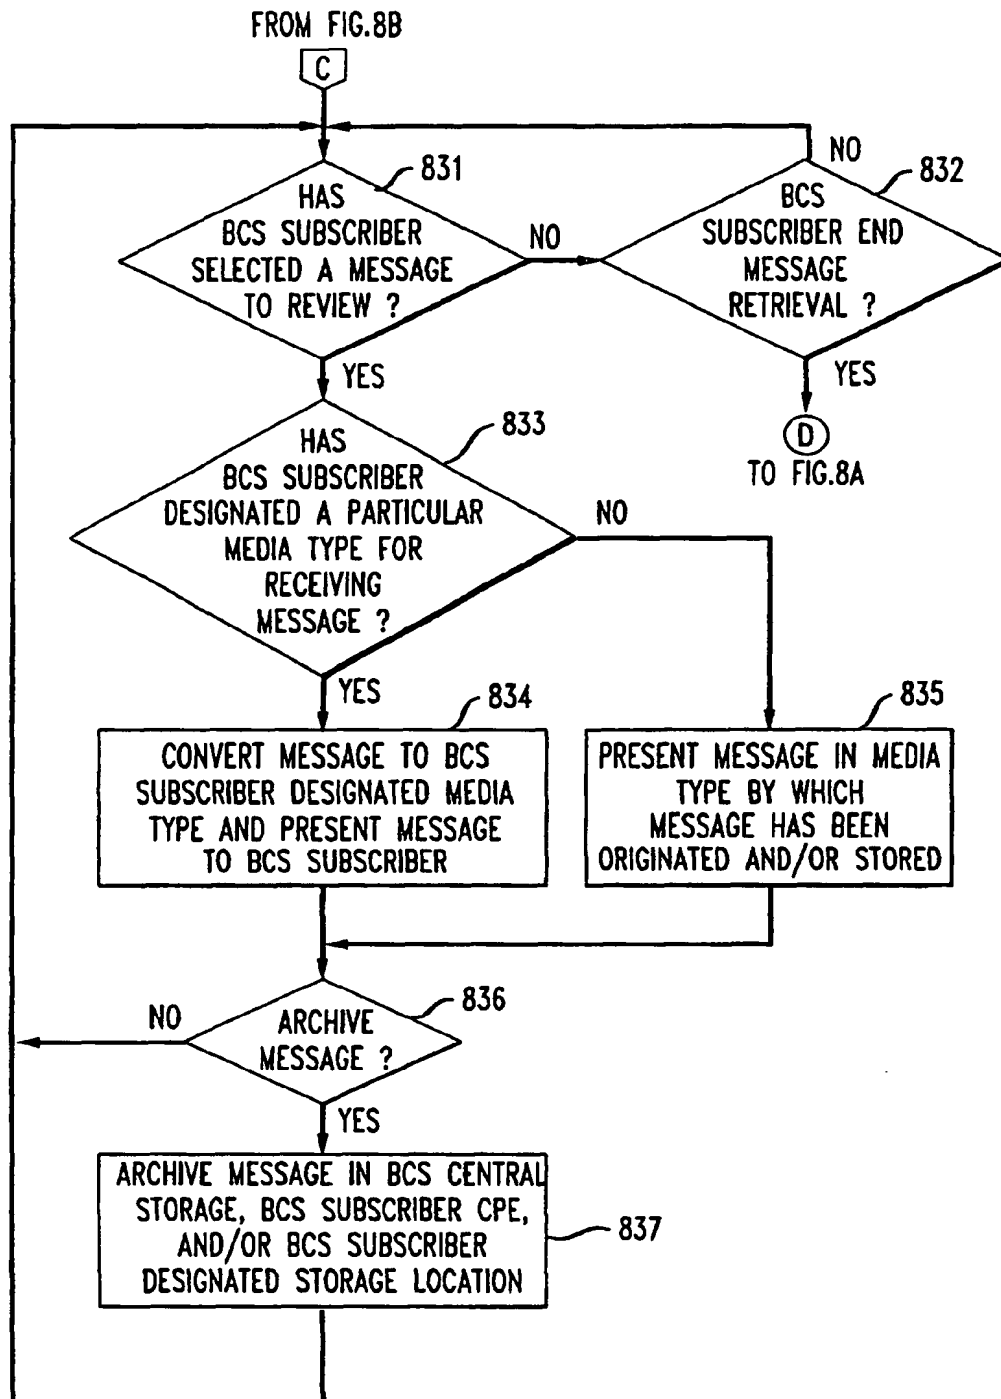 FROM FIG.8B
C
831
HAS
BCS SUBSCRIBER
SELECTED A MESSAGE
TO REVIEW ?
NO
YES
832
NO
BCS
SUBSCRIBER END
MESSAGE
RETRIEVAL ?
YES
D
TO FIG.8A
833
HAS
BCS SUBSCRIBER
DESIGNATED A PARTICULAR
MEDIA TYPE FOR
RECEIVING
MESSAGE ?
NO
YES
834
CONVERT MESSAGE TO BCS
SUBSCRIBER DESIGNATED MEDIA
TYPE AND PRESENT MESSAGE
TO BCS SUBSCRIBER
835
PRESENT MESSAGE IN MEDIA
TYPE BY WHICH
MESSAGE HAS BEEN
ORIGINATED AND/OR STORED
836
NO
ARCHIVE
MESSAGE ?
YES
ARCHIVE MESSAGE IN BCS CENTRAL
STORAGE, BCS SUBSCRIBER CPE,
AND/OR BCS SUBSCRIBER
DESIGNATED STORAGE LOCATION
837